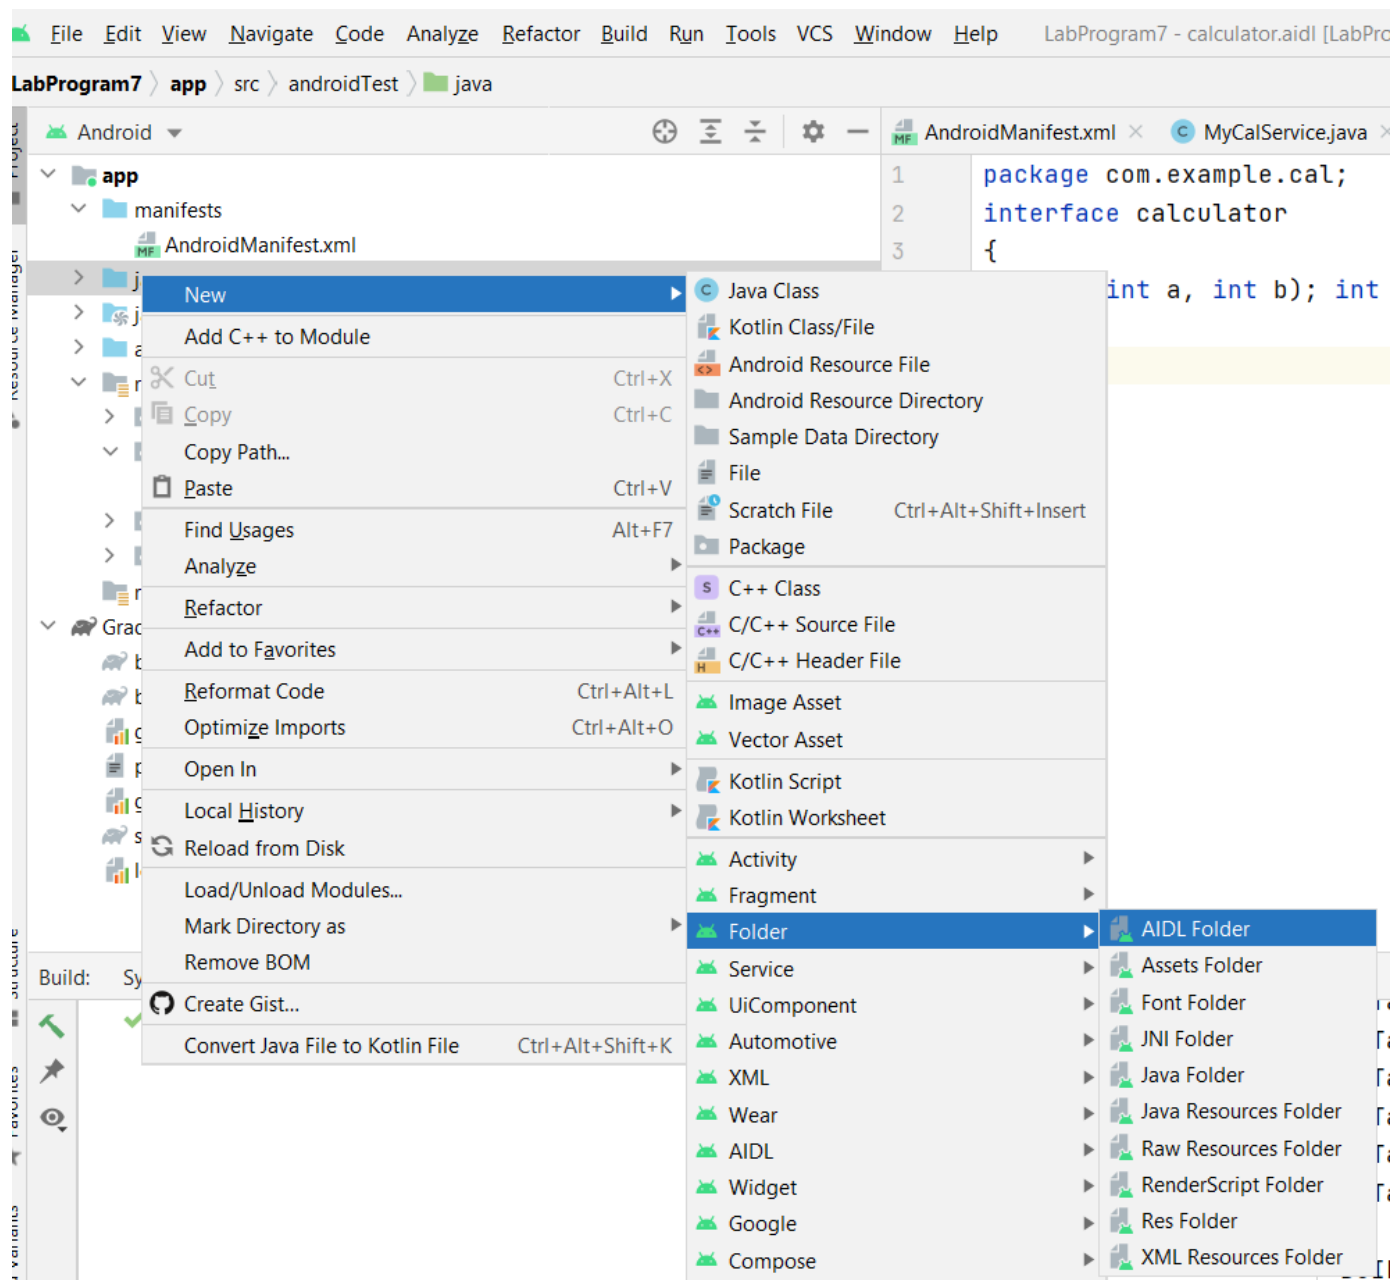 File Edit View Navigate Code Analyze Refactor Build Run Tools VCS Window Help LabProgram7 - calculator.aidl [LabPro
LabProgram7 app src androidTest java
Android
AndroidManifest.xml
MyCalService.java
Project
Resource Manager
Structure
Favorites
Variants
app
manifests
AndroidManifest.xml
Grad
Build: Sy
1 package com.example.cal;
2 interface calculator
3 {
int a, int b); int
New
Add C++ to Module
Cut Ctrl+X
Copy Ctrl+C
Copy Path...
Paste Ctrl+V
Find Usages Alt+F7
Analyze
Refactor
Add to Favorites
Reformat Code Ctrl+Alt+L
Optimize Imports Ctrl+Alt+O
Open In
Local History
Reload from Disk
Load/Unload Modules...
Mark Directory as
Remove BOM
Create Gist...
Convert Java File to Kotlin File Ctrl+Alt+Shift+K
Java Class
Kotlin Class/File
Android Resource File
Android Resource Directory
Sample Data Directory
File
Scratch File Ctrl+Alt+Shift+Insert
Package
C++ Class
C/C++ Source File
C/C++ Header File
Image Asset
Vector Asset
Kotlin Script
Kotlin Worksheet
Activity
Fragment
Folder
Service
UiComponent
Automotive
XML
Wear
AIDL
Widget
Google
Compose
AIDL Folder
Assets Folder
Font Folder
JNI Folder
Java Folder
Java Resources Folder
Raw Resources Folder
RenderScript Folder
Res Folder
XML Resources Folder